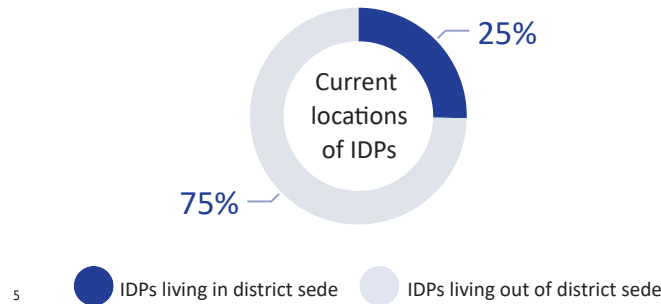 25%
Current
locations
of IDPs
75%
5
IDPs living in district sede
IDPs living out of district sede